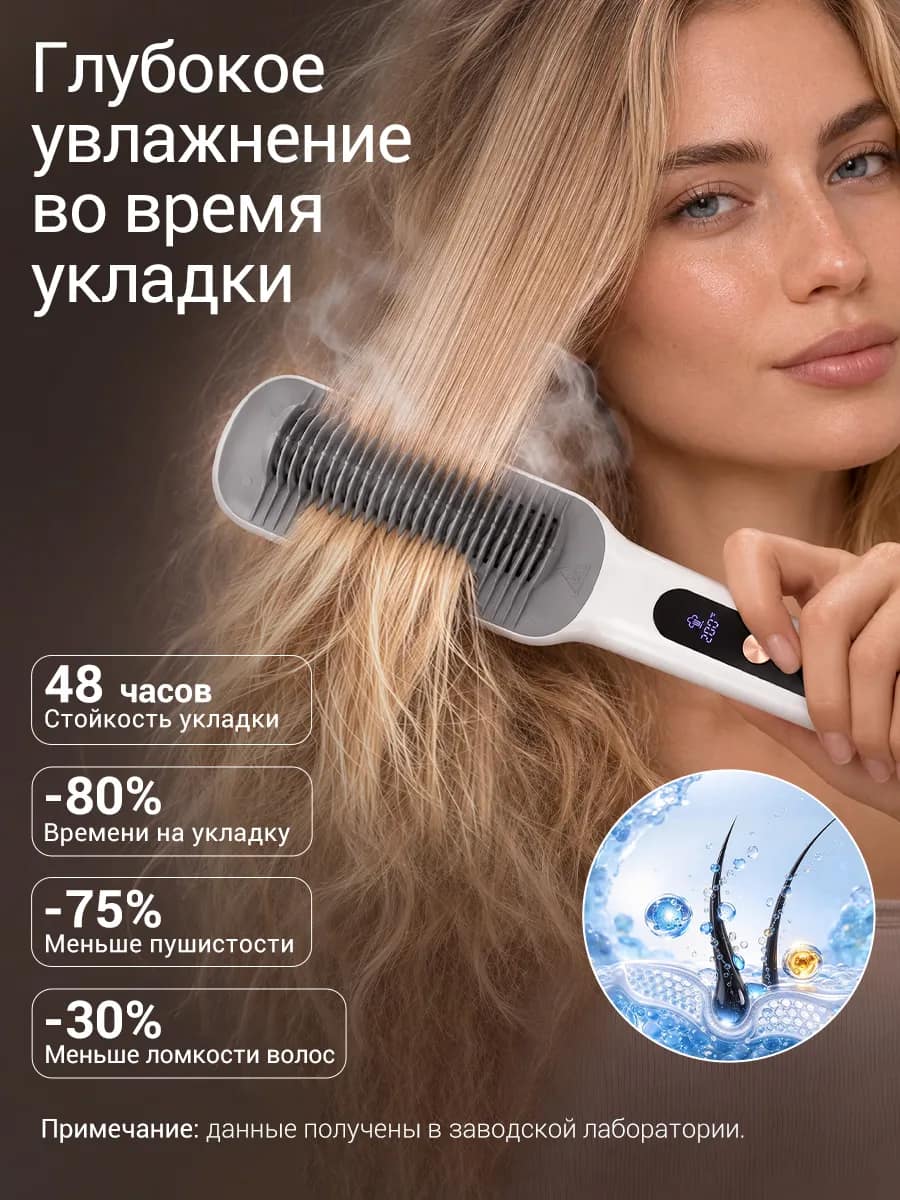 Глубокое
увлажнение
во время
укладки
48 часов
Стойкость укладки
-80%
Времени на укладку
-75%
Меньше пушистости
-30%
Меньше ломкости волос
Примечание: данные получены в заводской лаборатории.